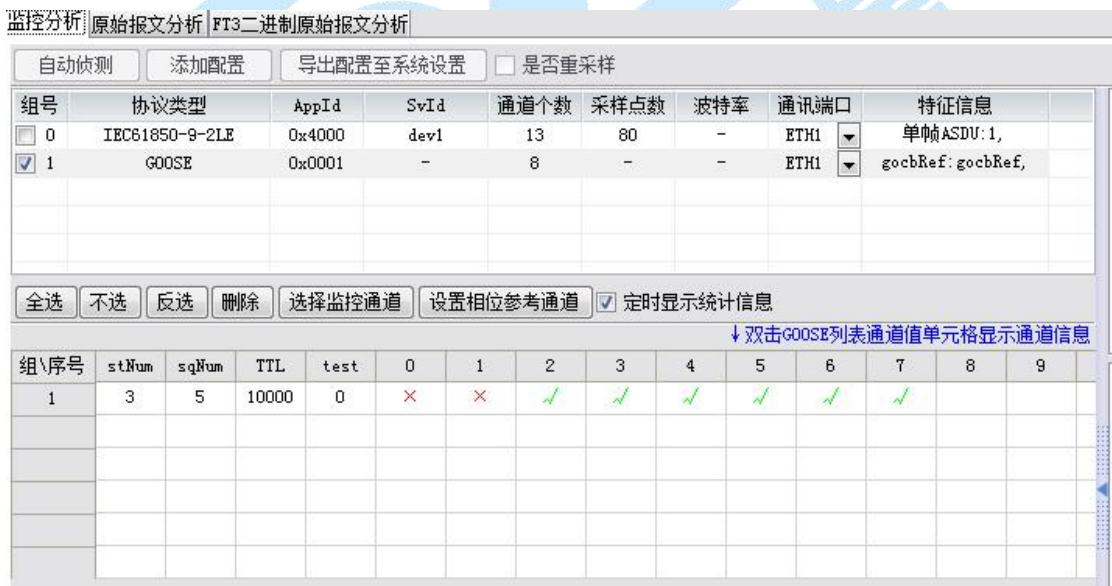 监控分析 原始报文分析 FT3二进制原始报文分析
自动侦测 添加配置 导出配置至系统设置 是否重采样
组号 协议类型 AppId SvId 通道个数 采样点数 波特率 通讯端口 特征信息
0 IEC61850-9-2LE 0x4000 dev1 13 80 - ETH1 单帧ASDU:1,
1 GOOSE 0x0001 - 8 - - ETH1 gocbRef:gocbRef,
全选 不选 反选 删除 选择监控通道 设置相位参考通道 定时显示统计信息
↓双击GOOSE列表通道值单元格显示通道信息
组\序号 stNum sqNum TTL test 0 1 2 3 4 5 6 7 8 9
1 3 5 10000 0 × × √ √ √ √ √ √